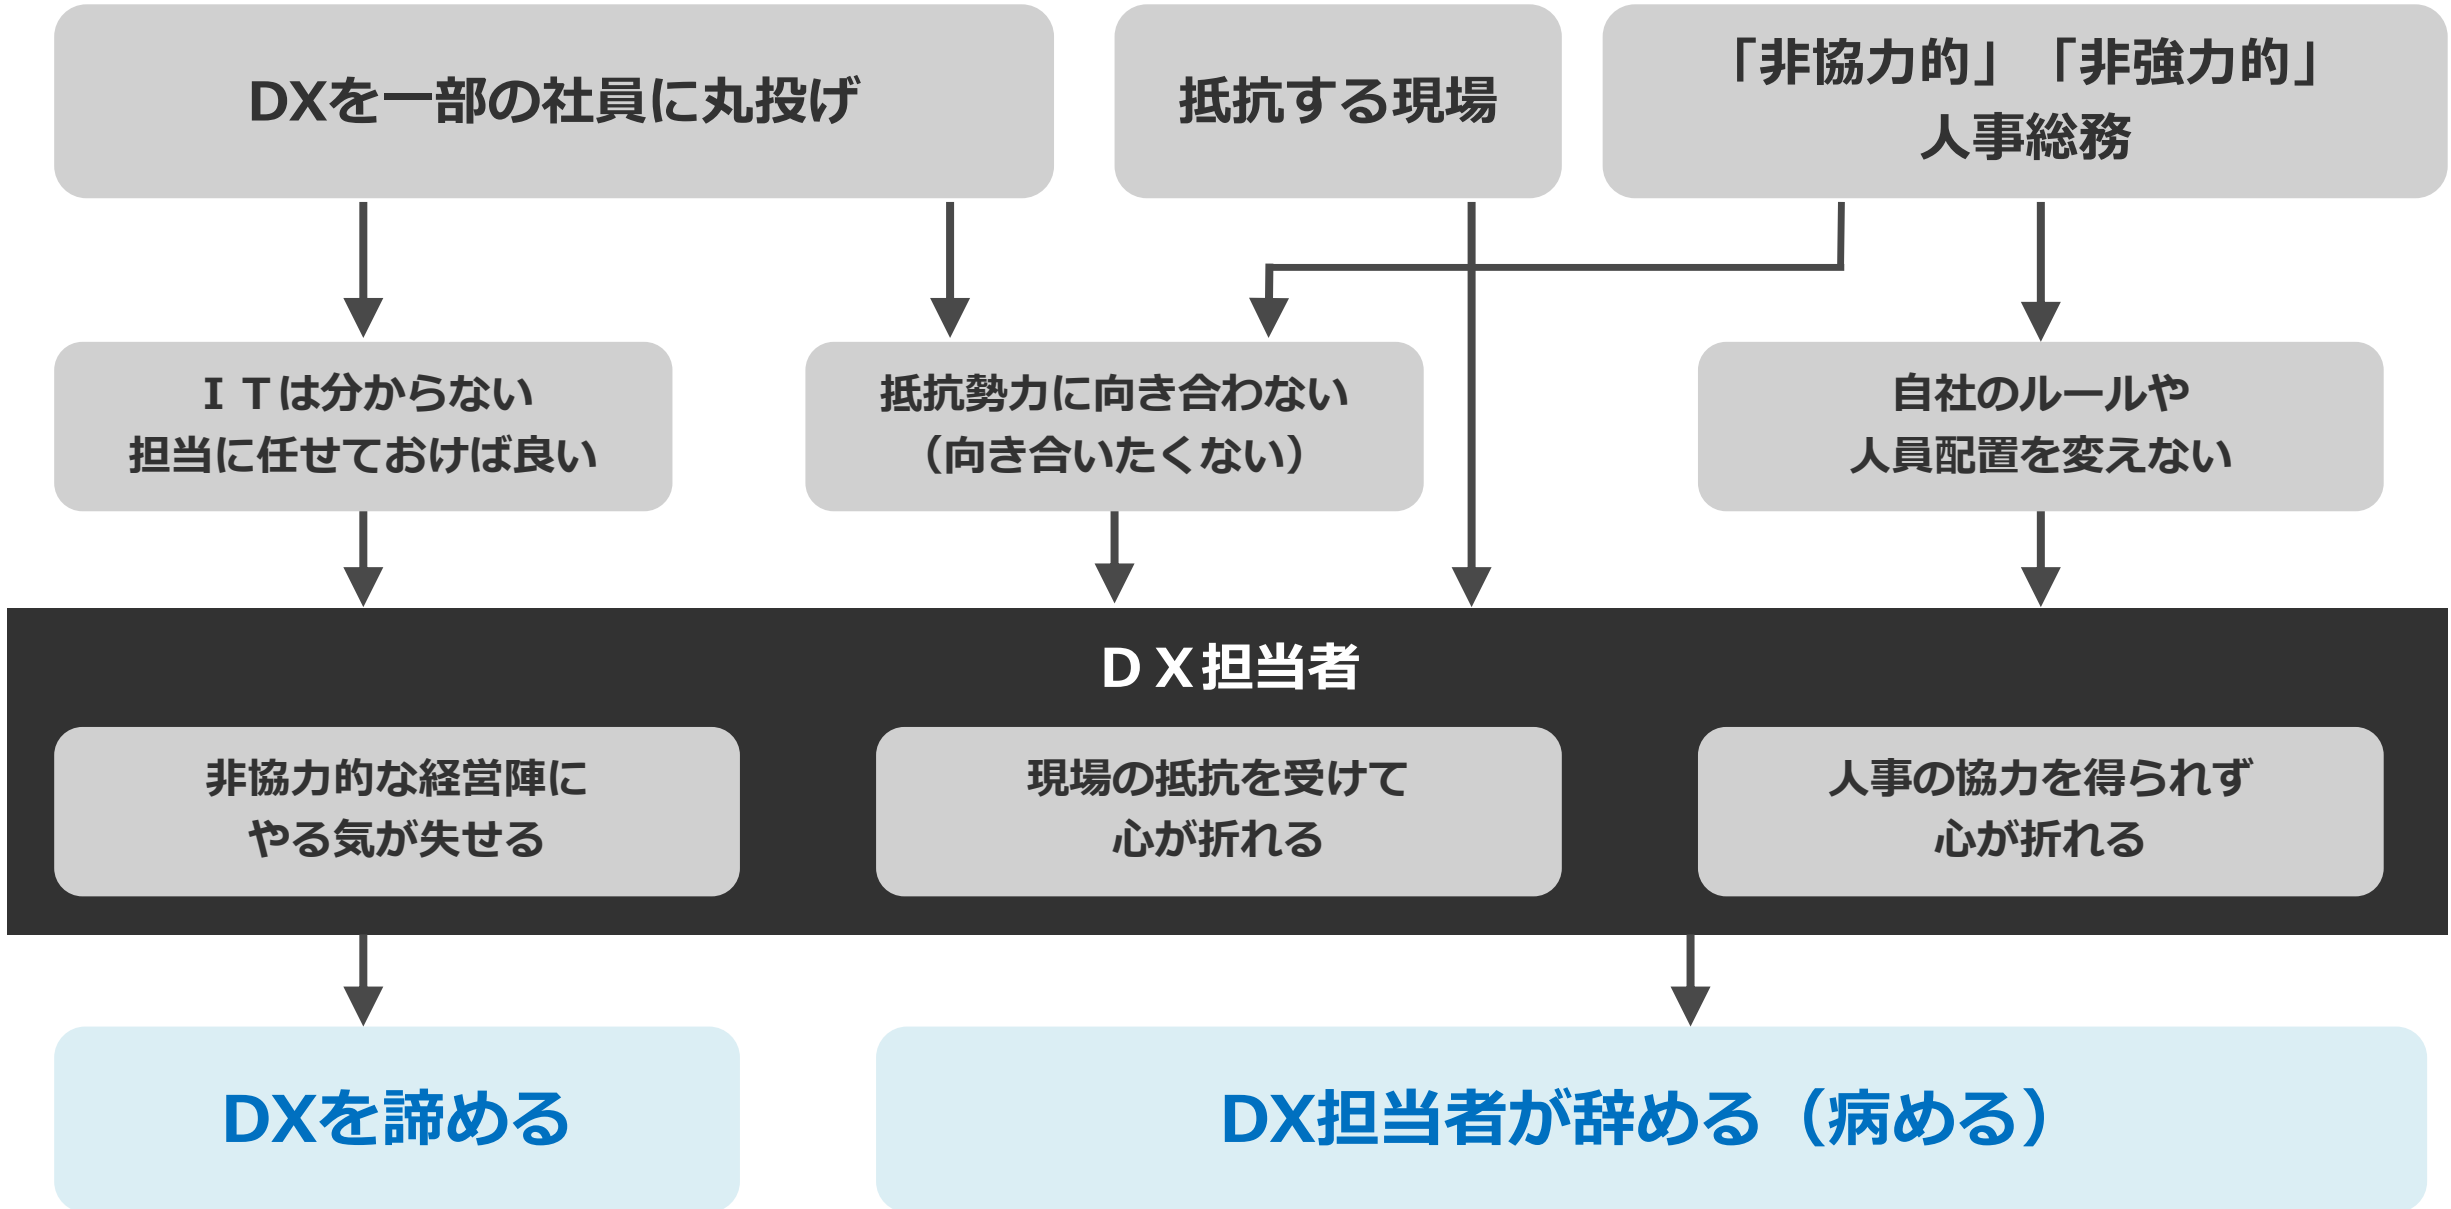 DXを一部の社員に丸投げ
抵抗する現場
「非協力的」「非強力的」
人事総務
ＩＴは分からない
担当に任せておけば良い
抵抗勢力に向き合わない
（向き合いたくない）
自社のルールや
人員配置を変えない
ＤＸ担当者
非協力的な経営陣に
やる気が失せる
現場の抵抗を受けて
心が折れる
人事の協力を得られず
心が折れる
DXを諦める
DX担当者が辞める（病める）